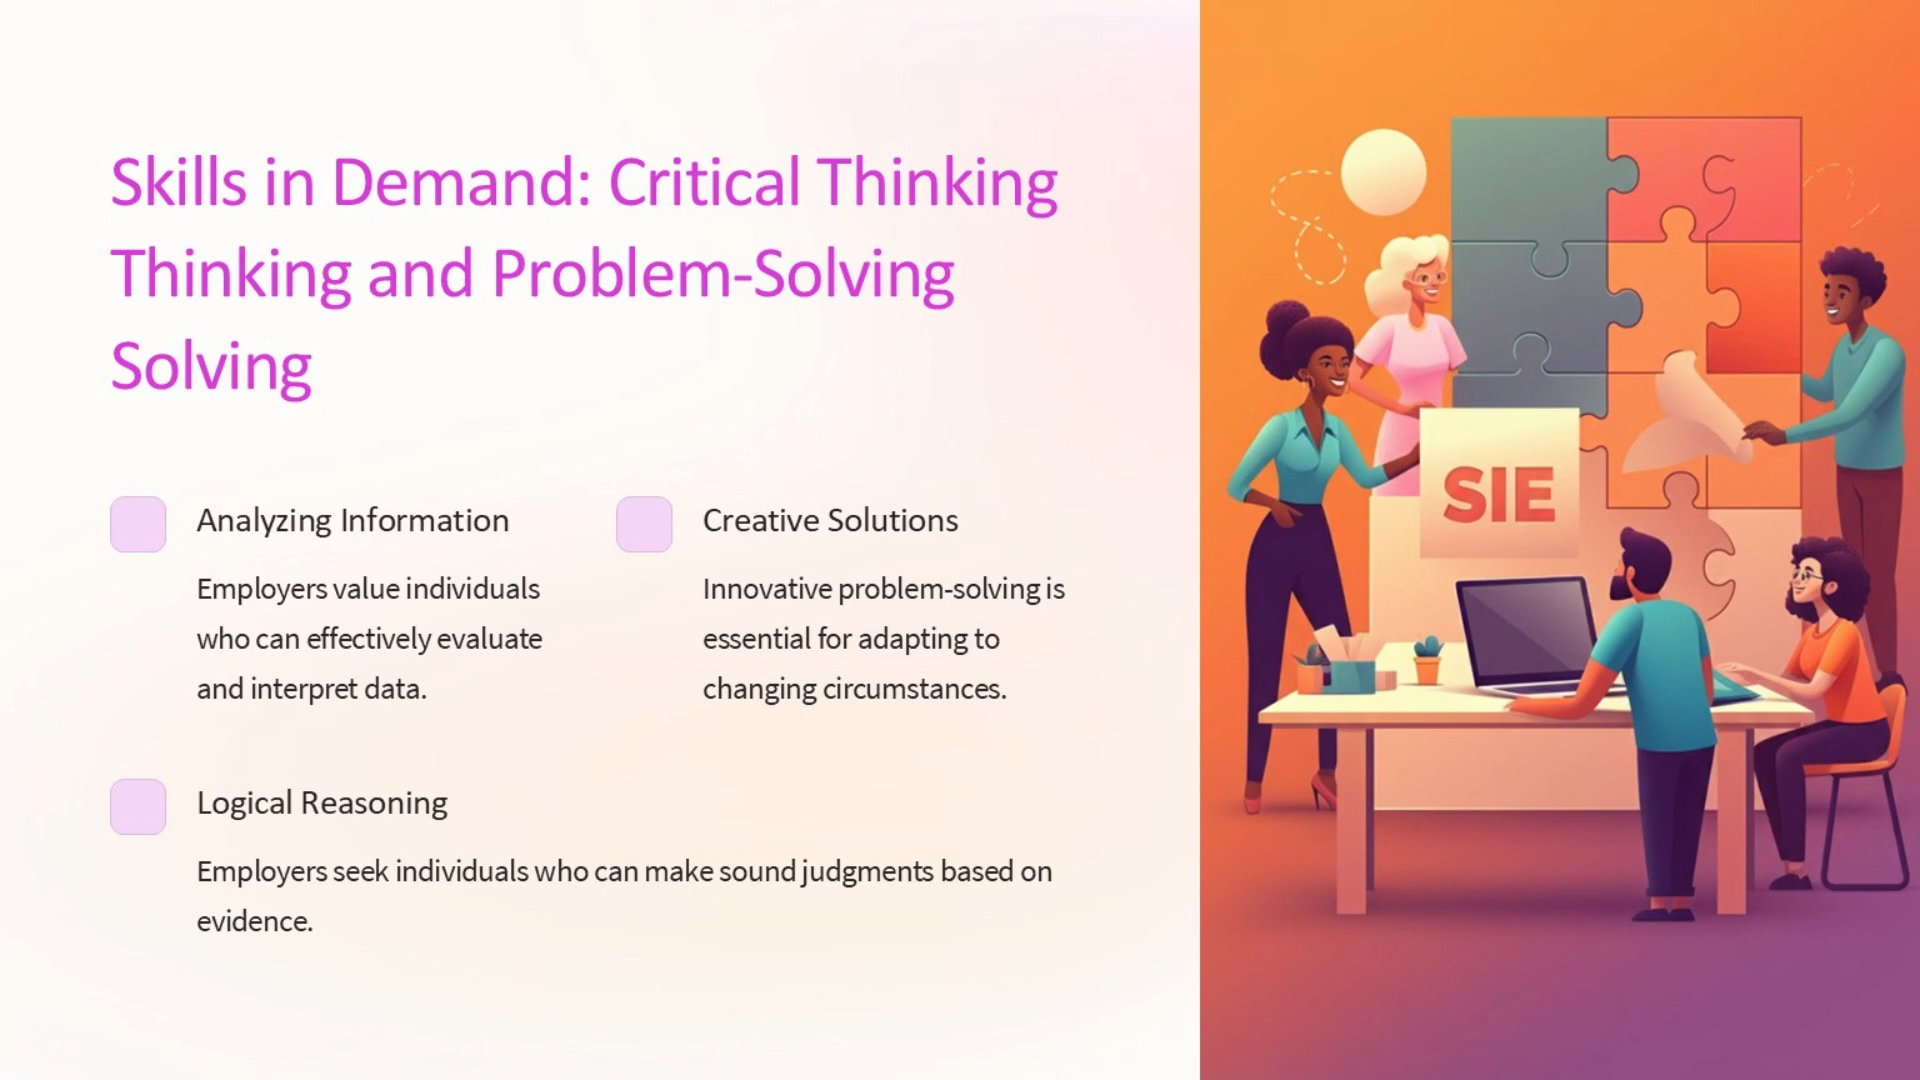 Skills in Demand: Critical Thinking
Thinking and Problem-Solving
Solving
Analyzing Information
Employers value individuals
who can effectively evaluate
and interpret data.
Creative Solutions
Innovative problem-solving is
essential for adapting to
changing circumstances.
Logical Reasoning
Employers seek individuals who can make sound judgments based on
evidence.
SIE